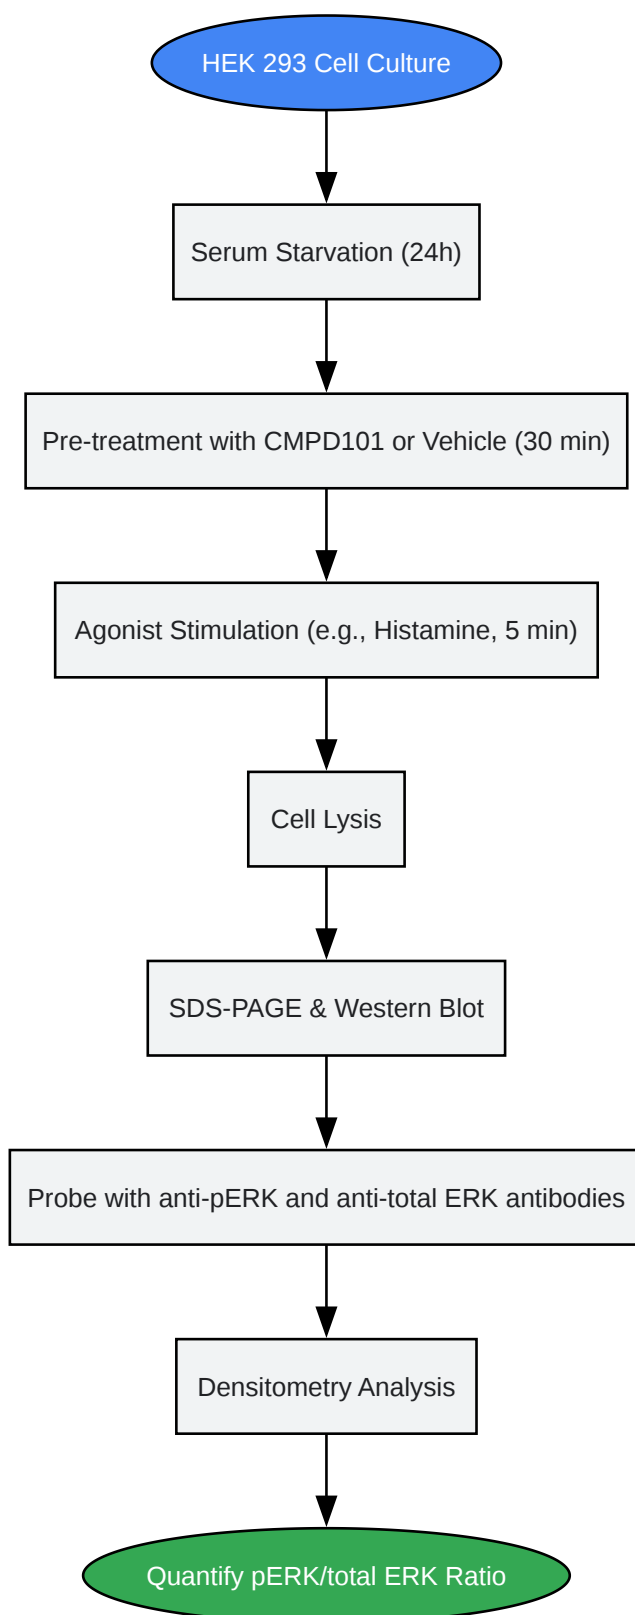 HEK 293 Cell Culture
Serum Starvation (24h)
Pre-treatment with CMPD101 or Vehicle (30 min)
Agonist Stimulation (e.g., Histamine, 5 min)
Cell Lysis
SDS-PAGE & Western Blot
Probe with anti-pERK and anti-total ERK antibodies
Densitometry Analysis
Quantify pERK/total ERK Ratio